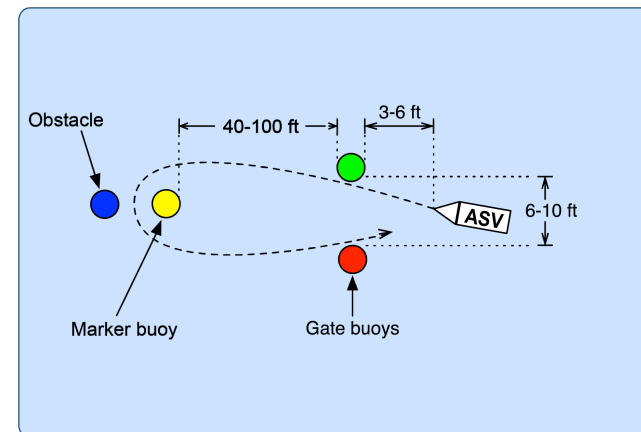 3-6 ft
Obstacle
40-100 ft
ASV
6-10 ft
Marker buoy
Gate buoys